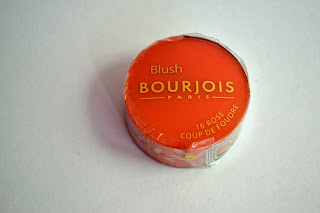 Blush
BOURJOIS
PARIS
16 ROSE
COUP DE FOUDRE